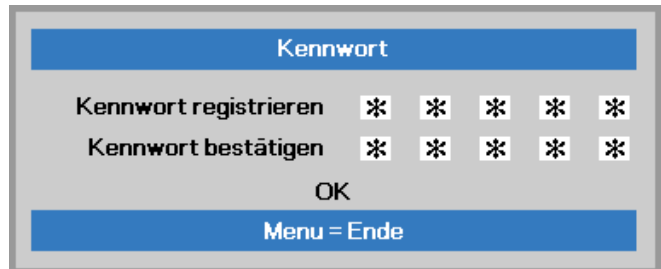 Kennwort
Kennwort registrieren * * * * *
Kennwort bestätigen * * * * *
OK
Menu = Ende